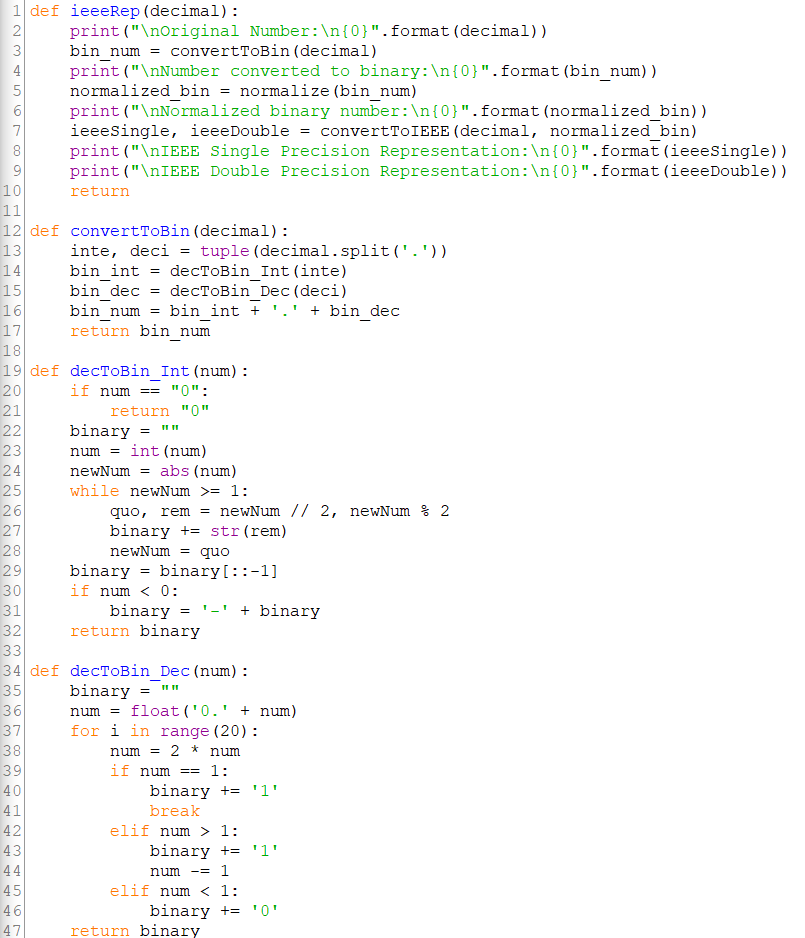 1 def ieeeRep(decimal):
2     print("\nOriginal Number:\n{0}".format(decimal))
3     bin_num = convertToBin(decimal)
4     print("\nNumber converted to binary:\n{0}".format(bin_num))
5     normalized_bin = normalize(bin_num)
6     print("\nNormalized binary number:\n{0}".format(normalized_bin))
7     ieeeSingle, ieeeDouble = convertToIEEE(decimal, normalized_bin)
8     print("\nIEEE Single Precision Representation:\n{0}".format(ieeeSingle))
9     print("\nIEEE Double Precision Representation:\n{0}".format(ieeeDouble))
10     return
11
12 def convertToBin(decimal):
13     inte, deci = tuple(decimal.split('.'))
14     bin_int = decToBin_Int(inte)
15     bin_dec = decToBin_Dec(deci)
16     bin_num = bin_int + '.' + bin_dec
17     return bin_num
18
19 def decToBin_Int(num):
20     if num == "0":
21         return "0"
22     binary = ""
23     num = int(num)
24     newNum = abs(num)
25     while newNum >= 1:
26         quo, rem = newNum // 2, newNum % 2
27         binary += str(rem)
28         newNum = quo
29     binary = binary[::-1]
30     if num < 0:
31         binary = '-' + binary
32     return binary
33
34 def decToBin_Dec(num):
35     binary = ""
36     num = float('0.' + num)
37     for i in range(20):
38         num = 2 * num
39         if num == 1:
40             binary += '1'
41             break
42         elif num > 1:
43             binary += '1'
44             num -= 1
45         elif num < 1:
46             binary += '0'
47     return binary